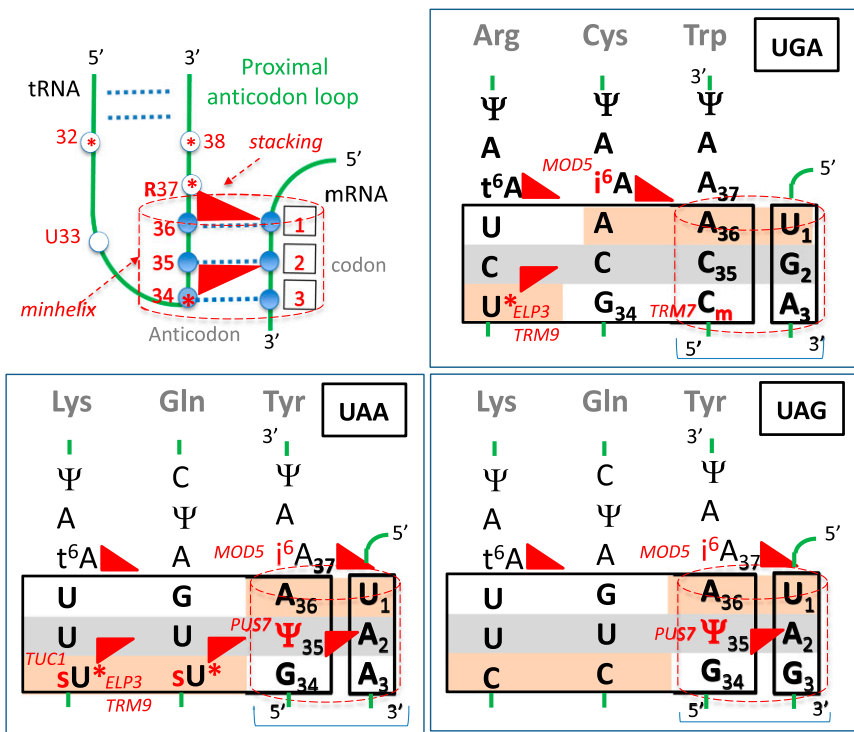 5’ 3’
tRNA
Proximal
anticodon loop
32 * * 38
stacking
5’
R37 *
mRNA
36 1
U33
35 2
codon
34 * 3
minhelix
Anticodon
3’
Arg Cys Trp UGA
3’
Ψ Ψ Ψ
A A A
MOD5
t⁶A i⁶A A₃₇
5’
U A A₃₆ U₁
C C C₃₅ G₂
U* ELP3 G₃₄ TRM7 Cₘ A₃
TRM9
5’ 3’
Lys Gln Tyr UAA
3’
Ψ C Ψ
A Ψ A
5’
t⁶A A MOD5 i⁶A₃₇
U G A₃₆ U₁
U U PUS7 Ψ₃₅ A₂
TUC1
sU* ELP3 sU* G₃₄ A₃
TRM9
5’ 3’
Lys Gln Tyr UAG
3’
Ψ C Ψ
A Ψ A
5’
t⁶A A MOD5 i⁶A₃₇
U G A₃₆ U₁
U U PUS7 Ψ₃₅ A₂
C C G₃₄ G₃
5’ 3’